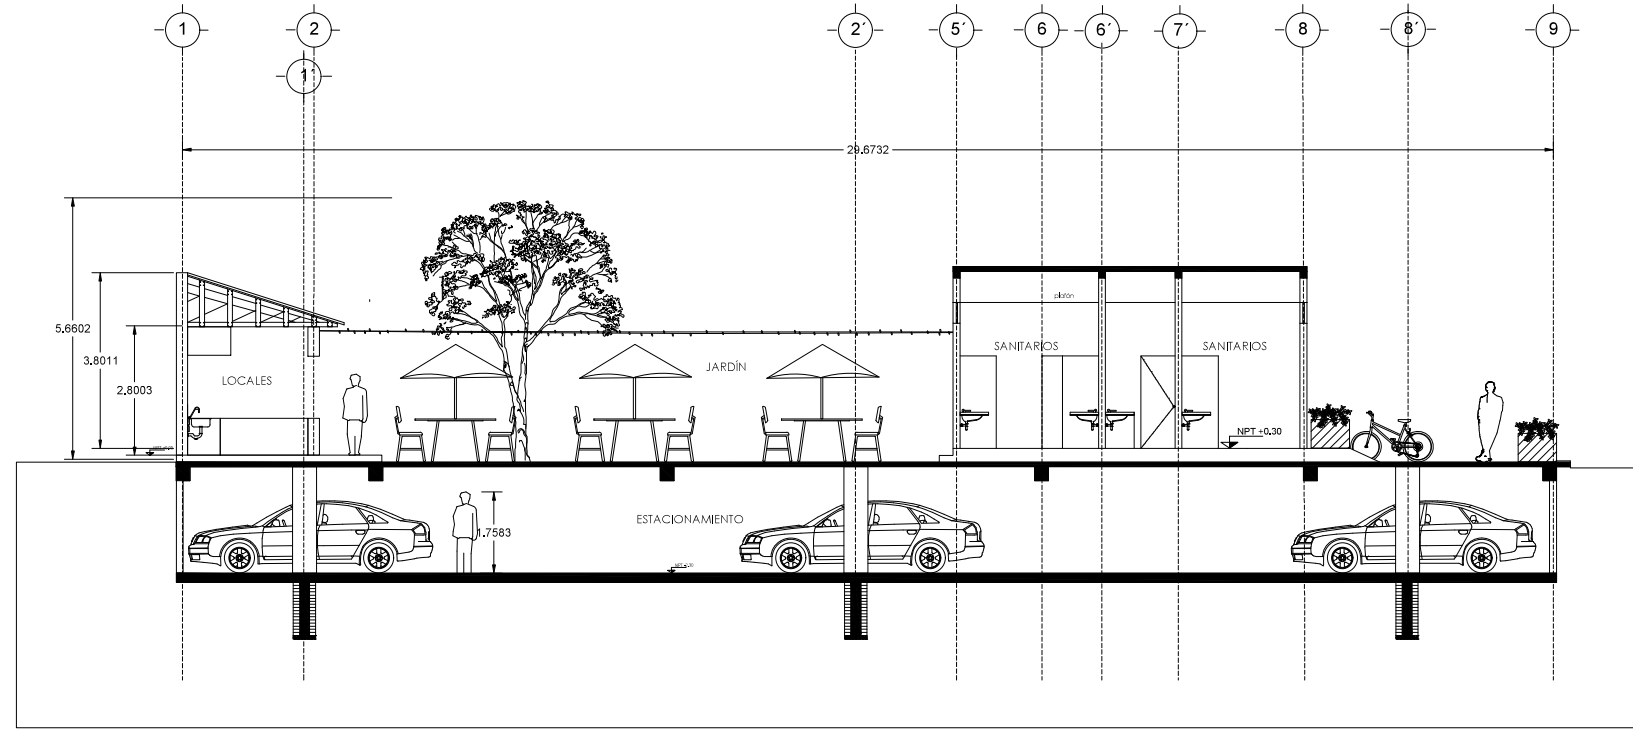 1
2
2´
5´
6
6´
7´
8
8´
9
1´
29.6732
5.6602
3.8011
2.8003
platón
SANITARIOS
SANITARIOS
JARDÍN
LOCALES
NPT +0.30
ESTACIONAMIENTO
1.7583